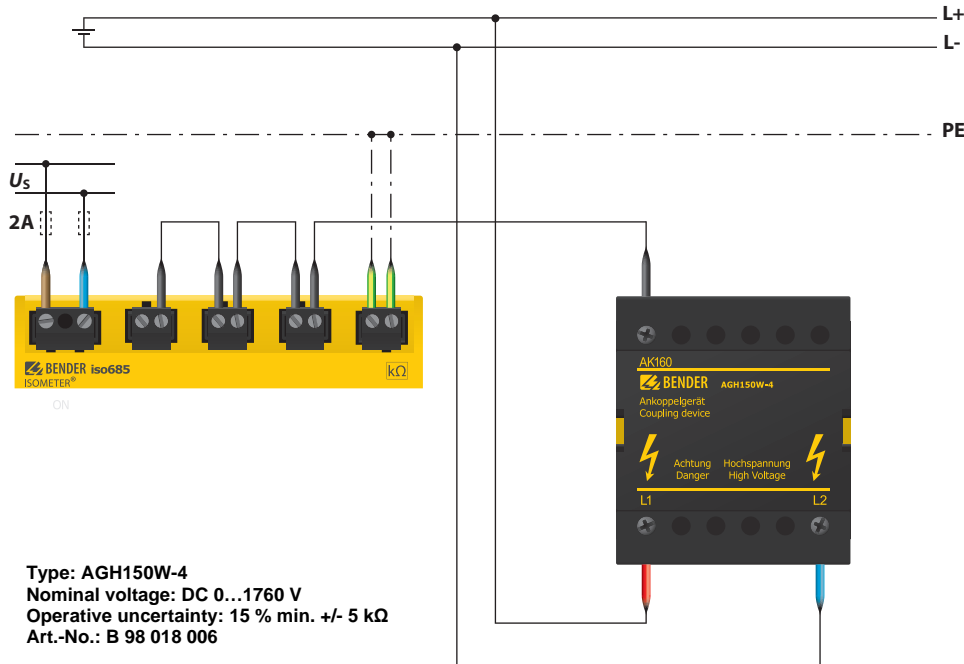 L+
L-
PE
US
2A
BENDER iso685
ISOMETER®
kΩ
ON
AK160
BENDER AGH150W-4
Ankoppelgerät
Coupling device
Achtung Hochspannung
Danger High Voltage
L1 L2
Type: AGH150W-4
Nominal voltage: DC 0…1760 V
Operative uncertainty: 15 % min. +/- 5 kΩ
Art.-No.: B 98 018 006